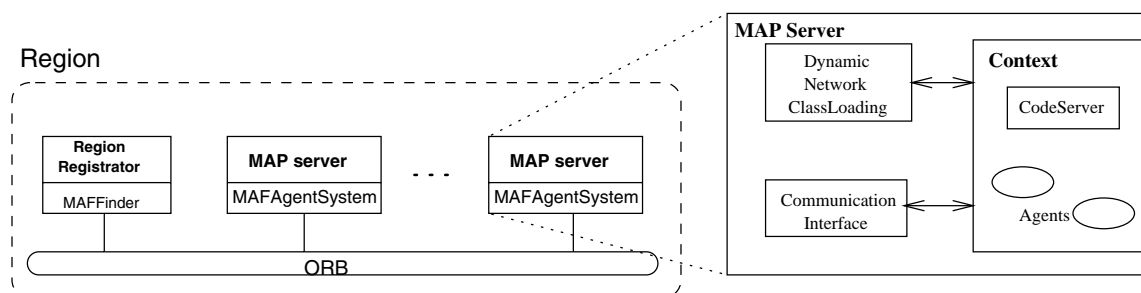 Region
Region
Registrator
MAFFinder
MAP server
MAFAgentSystem
- - -
MAP server
MAFAgentSystem
ORB
MAP Server
Dynamic
Network
ClassLoading
Communication
Interface
Context
CodeServer
Agents